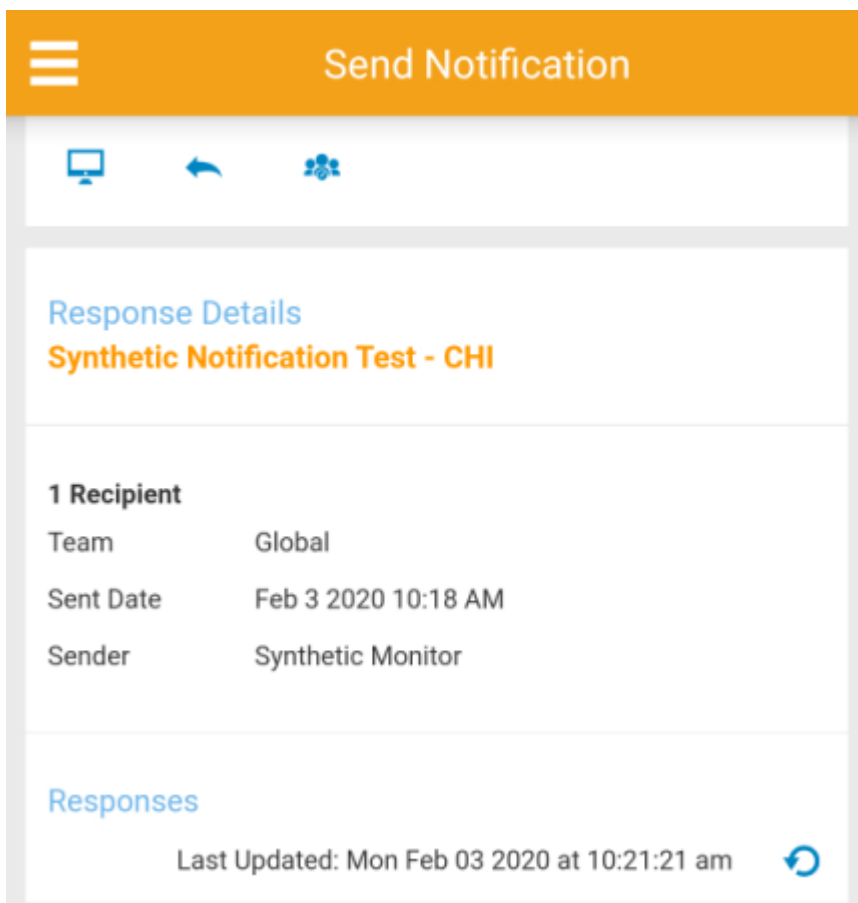 Send Notification
Response Details
Synthetic Notification Test - CHI
1 Recipient
Team Global
Sent Date Feb 3 2020 10:18 AM
Sender Synthetic Monitor
Responses
Last Updated: Mon Feb 03 2020 at 10:21:21 am